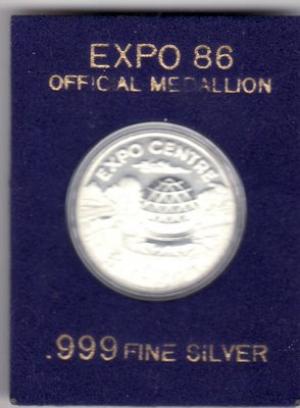 EXPO 86
OFFICIAL MEDALLION
EXPO CENTRE
.999 FINE SILVER